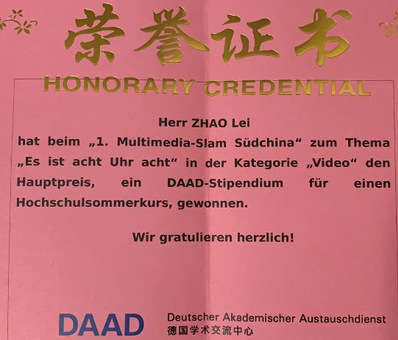 荣誉证书
HONORARY CREDENTIAL
Herr ZHAO Lei
hat beim „1. Multimedia-Slam Südchina" zum Thema
„Es ist acht Uhr acht" in der Kategorie „Video" den
Hauptpreis, ein DAAD-Stipendium für einen
Hochschulsommerkurs, gewonnen.
Wir gratulieren herzlich!
DAAD
Deutscher Akademischer Austauschdienst
德国学术交流中心